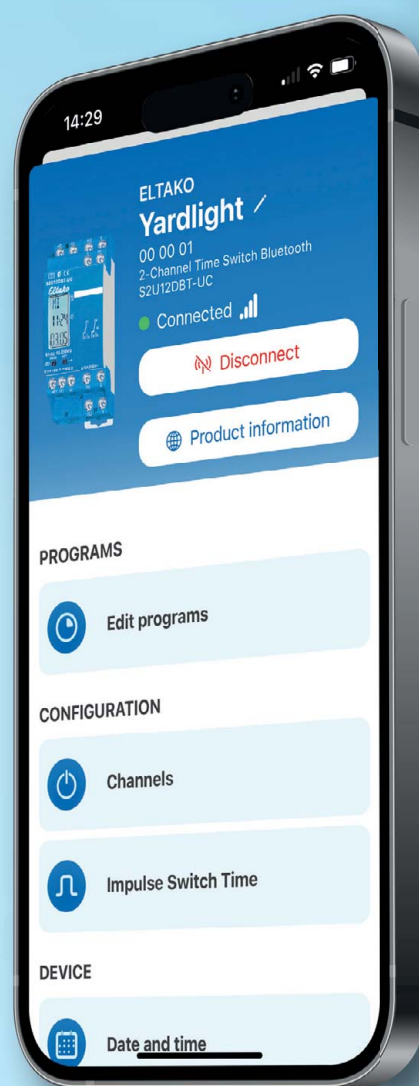 14:29
ELTAKO
Yardlight
00 00 01
2-Channel Time Switch Bluetooth
S2U12DBT-UC
Connected
Disconnect
Product information
Eltako
PROGRAMS
Edit programs
CONFIGURATION
Channels
Impulse Switch Time
DEVICE
Date and time